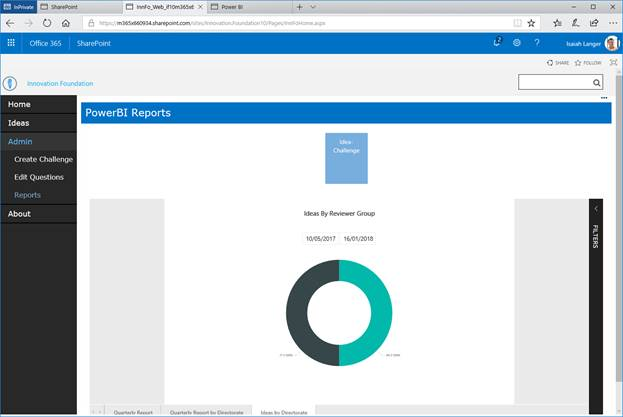 InPrivate
SharePoint
InnFo_Web_if10m365x6
Power BI
https://m365x660934.sharepoint.com/sites/Innovation.Foundation10/Pages/InnFoHome.aspx
Office 365
SharePoint
2
Isaiah Langer
SHARE
FOLLOW
Innovation Foundation
Home
Ideas
Admin
Create Challenge
Edit Questions
Reports
About
PowerBI Reports
Idea-
Challenge
Ideas By Reviewer Group
10/05/2017
16/01/2018
FILTERS
Quarterly Report
Quarterly Report by Directorate
Ideas by Directorate